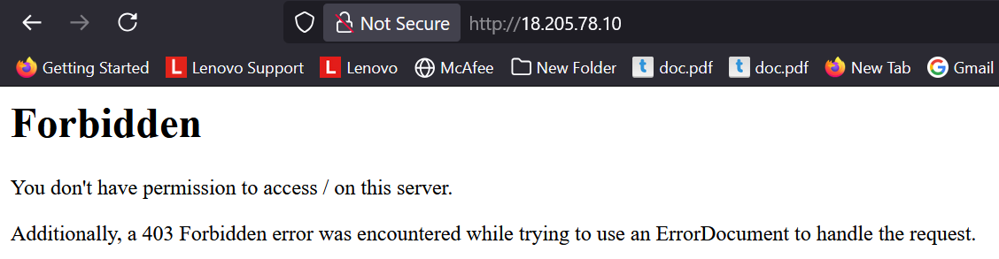 Not Secure http://18.205.78.10
Getting Started L Lenovo Support L Lenovo McAfee New Folder t doc.pdf t doc.pdf New Tab G Gmail
Forbidden
You don't have permission to access / on this server.
Additionally, a 403 Forbidden error was encountered while trying to use an ErrorDocument to handle the request.